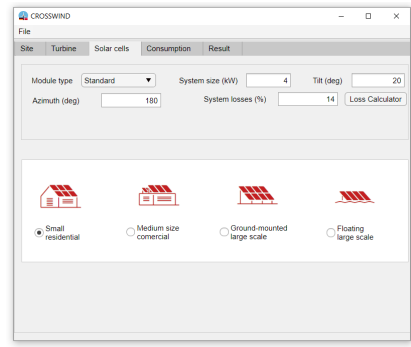 CROSSWIND
File
Site Turbine Solar cells Consumption Result
Module type Standard System size (kW) 4 Tilt (deg) 20
Azimuth (deg) 180 System losses (%) 14 Loss Calculator
Small residential
Medium size comercial
Ground-mounted large scale
Floating large scale